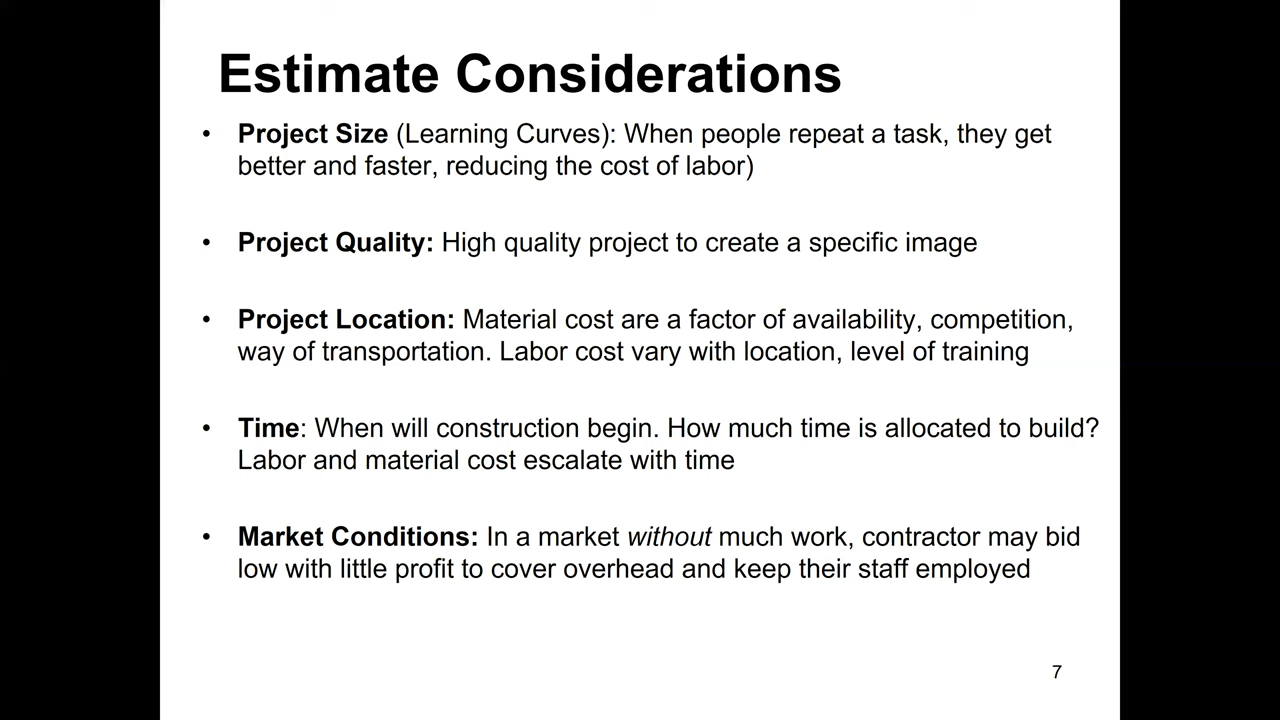 Estimate Considerations
• Project Size (Learning Curves): When people repeat a task, they get
better and faster, reducing the cost of labor)
• Project Quality: High quality project to create a specific image
• Project Location: Material cost are a factor of availability, competition,
way of transportation. Labor cost vary with location, level of training
• Time: When will construction begin. How much time is allocated to build?
Labor and material cost escalate with time
• Market Conditions: In a market without much work, contractor may bid
low with little profit to cover overhead and keep their staff employed
7